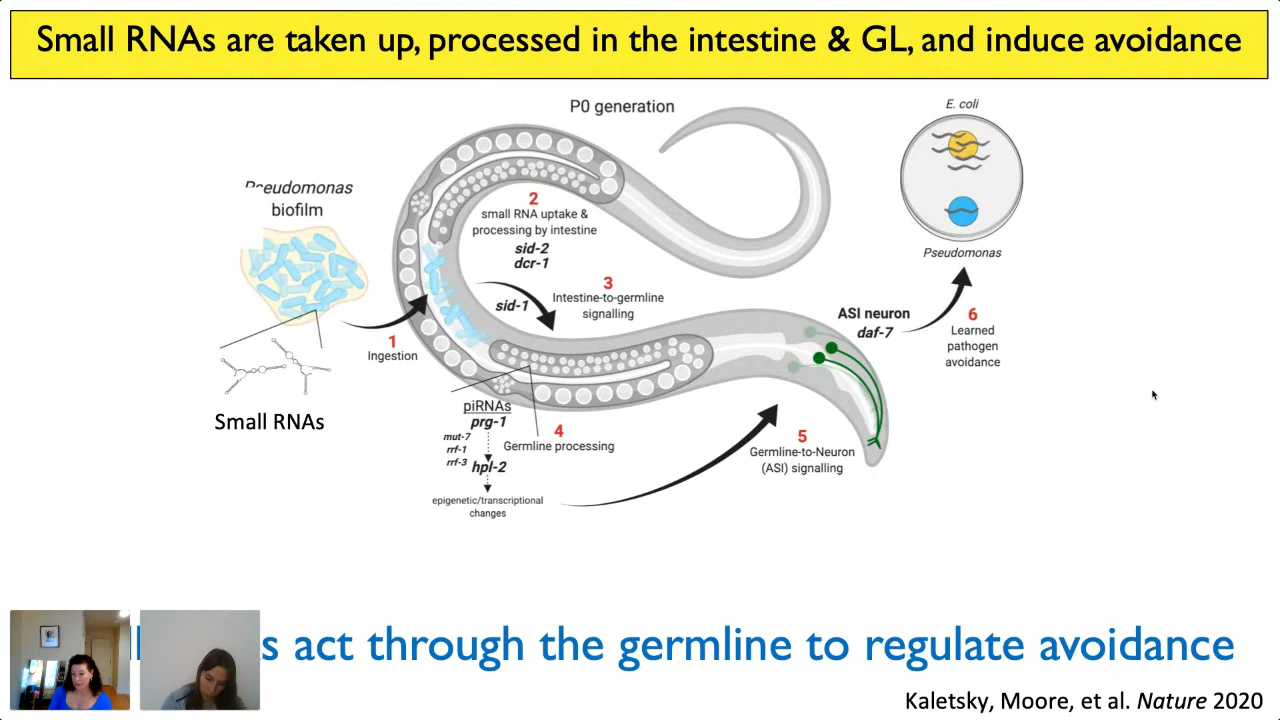 Small RNAs are taken up, processed in the intestine & GL, and induce avoidance
P0 generation
E. coli
Pseudomonas
biofilm
2
small RNA uptake &
processing by intestine
sid-2
dcr-1
Pseudomonas
3
Intestine-to-germline
signalling
sid-1
ASI neuron
daf-7
6
Learned
pathogen
avoidance
1
Ingestion
Small RNAs
piRNAs
prg-1
mut-7
rrf-1
rrf-3
hpl-2
epigenetic/transcriptional
changes
4
Germline processing
5
Germline-to-Neuron
(ASI) signalling
act through the germline to regulate avoidance
Kaletsky, Moore, et al. Nature 2020